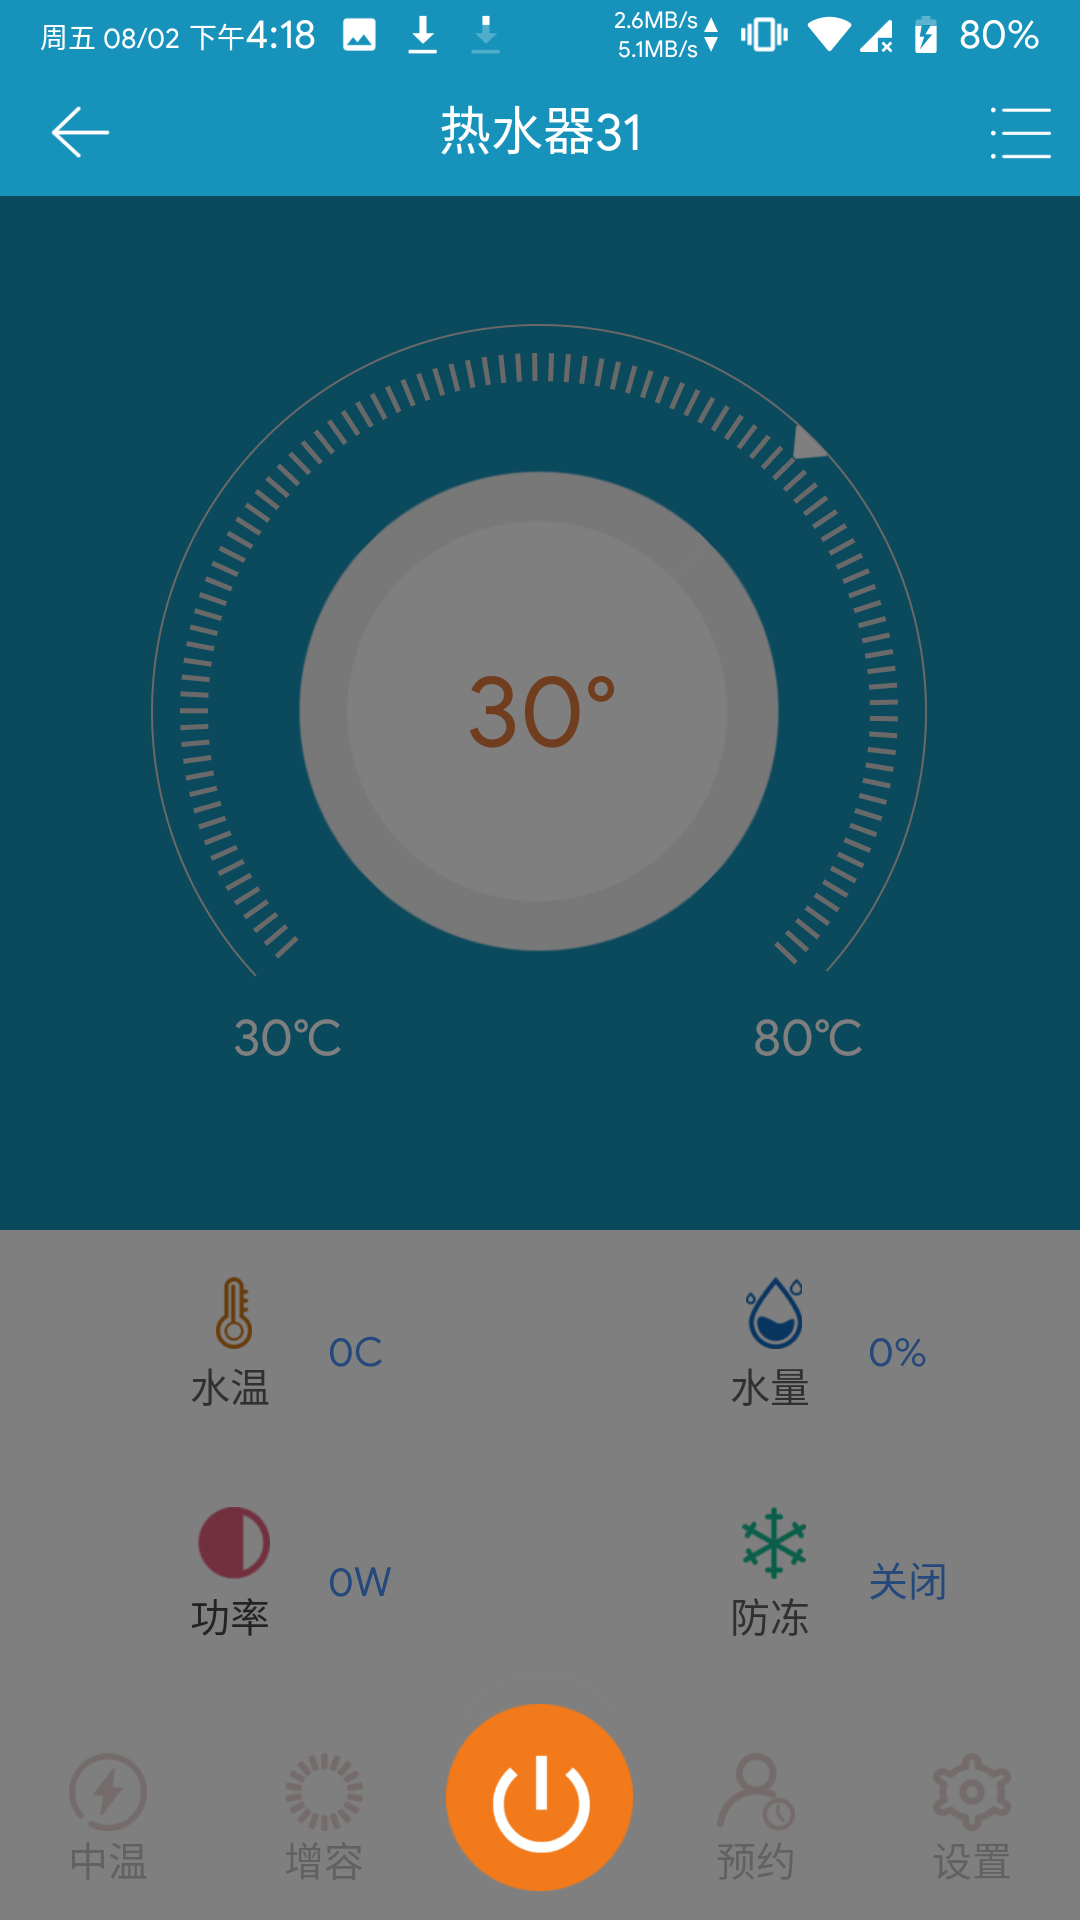 周五 08/02 下午4:18
2.6MB/s
5.1MB/s
80%
热水器31
30°
30℃
80℃
水温
0C
水量
0%
功率
0W
防冻
关闭
中温
增容
预约
设置